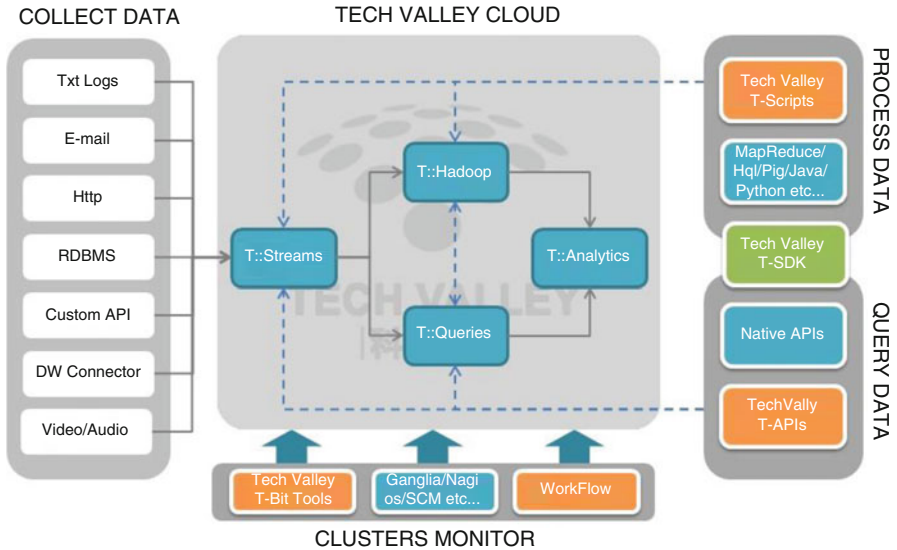 COLLECT DATA
TECH VALLEY CLOUD
Txt Logs
E-mail
Http
RDBMS
Custom API
DW Connector
Video/Audio
T::Streams
T::Hadoop
T::Queries
T::Analytics
TECH VALLEY
Tech Valley
T-Scripts
MapReduce/
Hql/Pig/Java/
Python etc...
PROCESS DATA
Tech Valley
T-SDK
Native APIs
TechVally
T-APIs
QUERY DATA
Tech Valley
T-Bit Tools
Ganglia/Nagi
os/SCM etc...
WorkFlow
CLUSTERS MONITOR